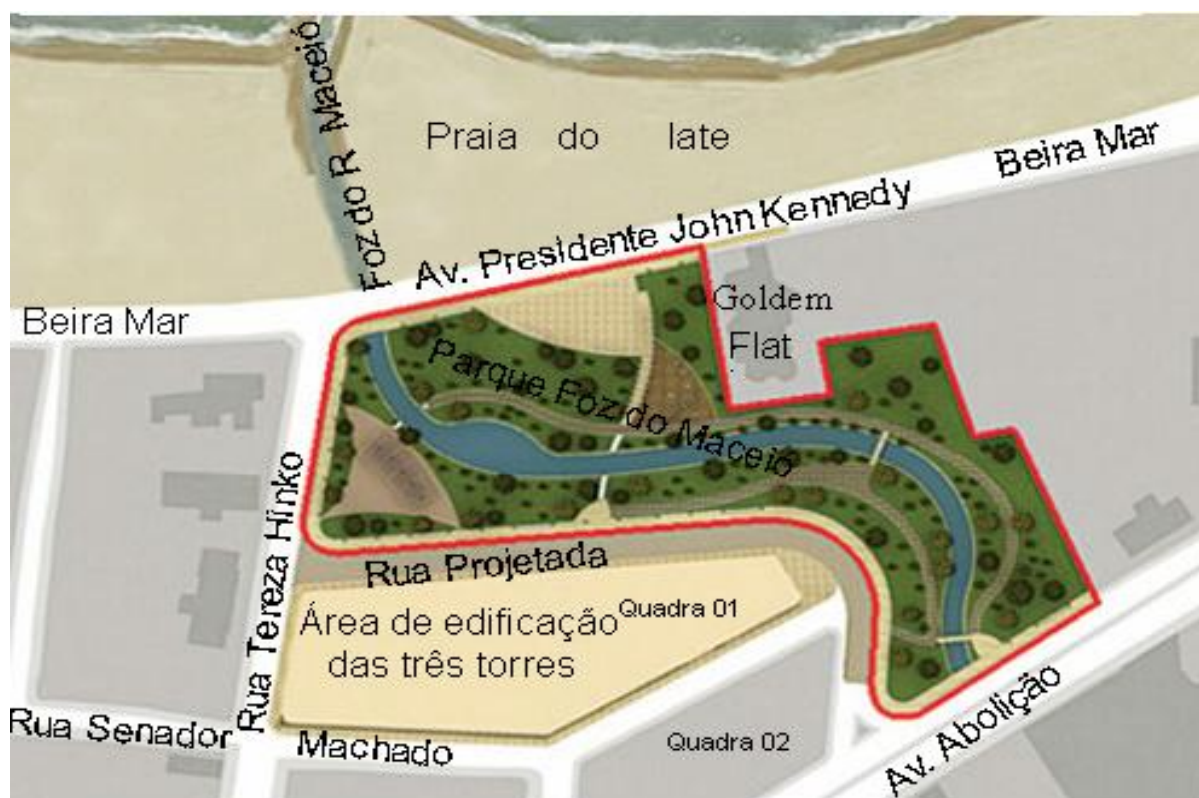 Foz do R Maceió
Praia do Iate
Beira Mar
Av. Presidente John Kennedy
Beira Mar
Goldem
Flat
Parque Foz do Maceió
Rua Tereza Hinko
Rua Projetada
Quadra 01
Área de edificação
das três torres
Rua Senador
Machado
Quadra 02
Av. Abolição